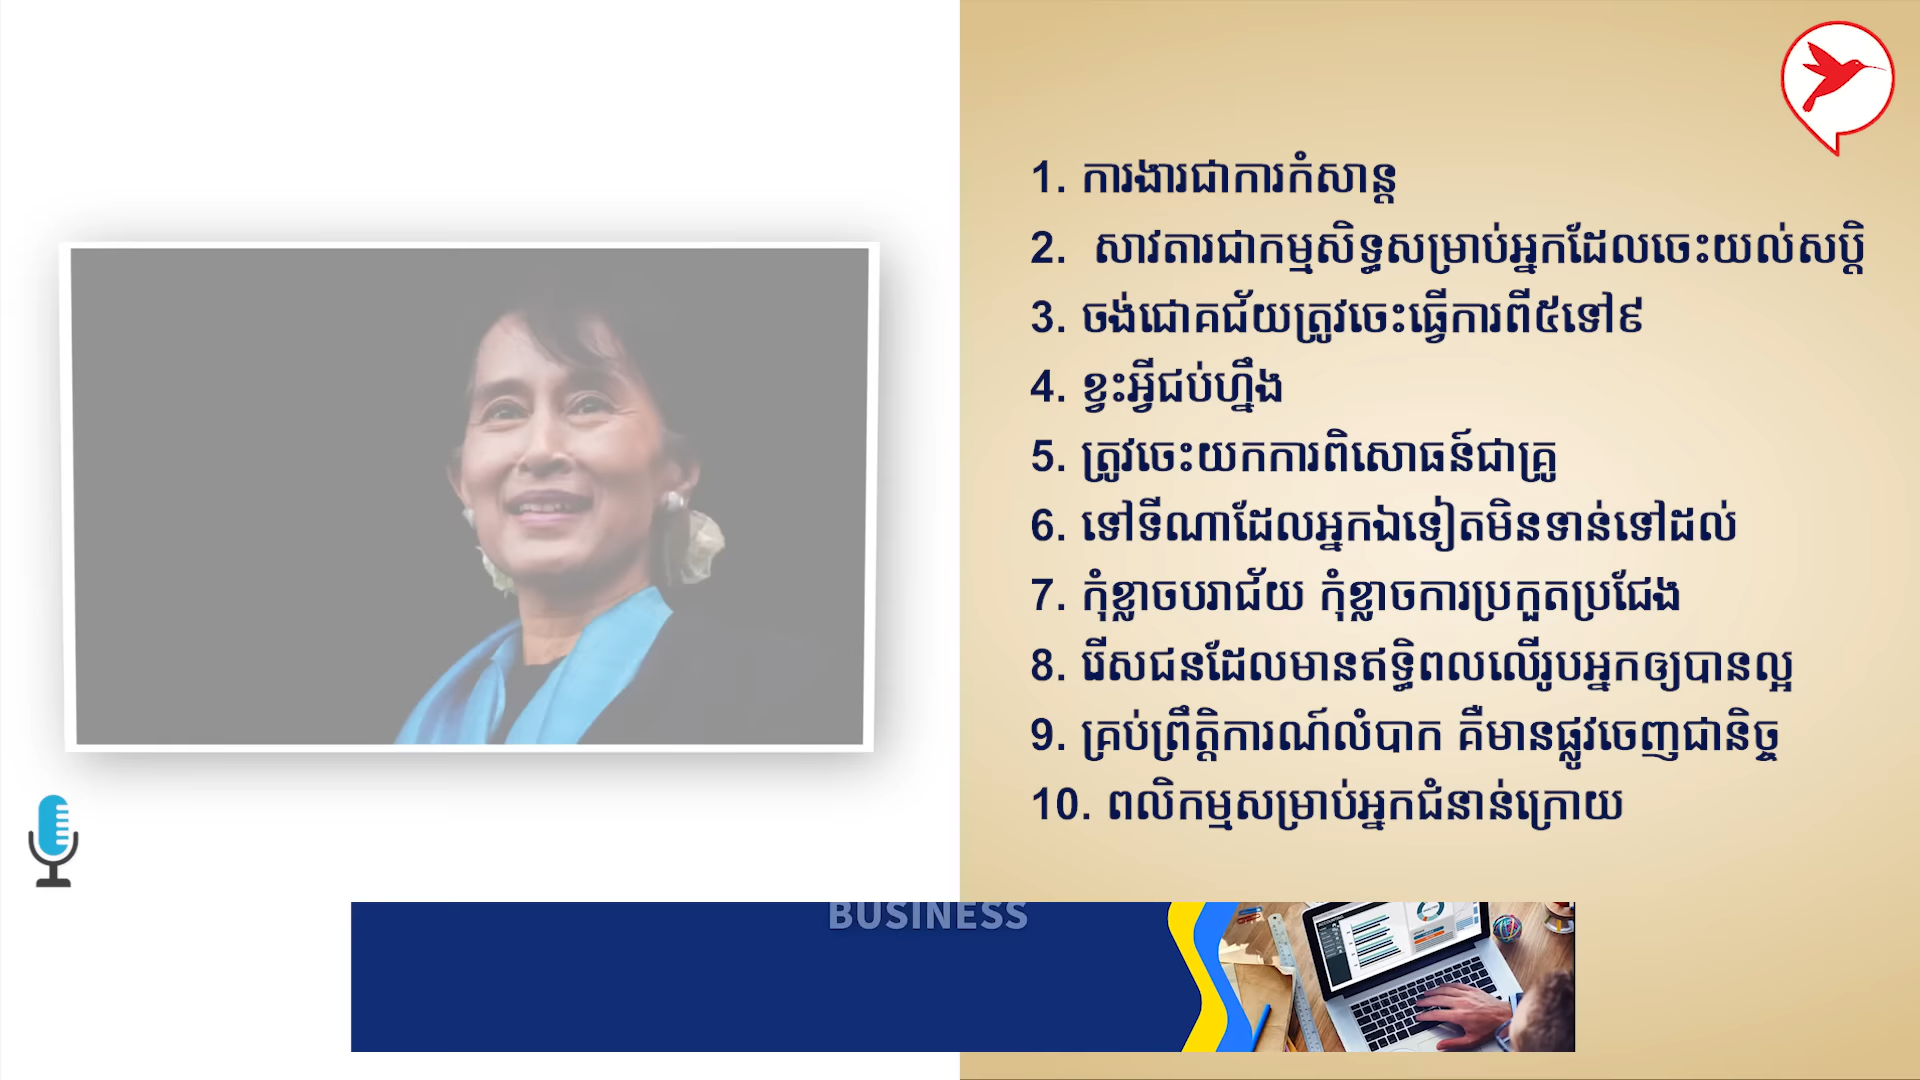 1. ការងារជាការកំសាន្ត
2. សាវតារជាកម្មសិទ្ធសម្រាប់អ្នកដែលចេះយល់សប្តិ
3. ចង់ជោគជ័យត្រូវចេះធ្វើការពី៥ទៅ៩
4. ខ្វះអ្វីជប់ហ្នឹង
5. ត្រូវចេះយកការពិសោធន៍ជាគ្រូ
6. ទៅទីណាដែលអ្នកឯទៀតមិនទាន់ទៅដល់
7. កុំខ្លាចបរាជ័យ កុំខ្លាចការប្រកួតប្រជែង
8. រើសជនដែលមានឥទ្ធិពលលើរូបអ្នកឲ្យបានល្អ
9. គ្រប់ព្រឹត្តិការណ៍លំបាក គឺមានផ្លូវចេញជានិច្ច
10. ពលិកម្មសម្រាប់អ្នកជំនាន់ក្រោយ
BUSINESS